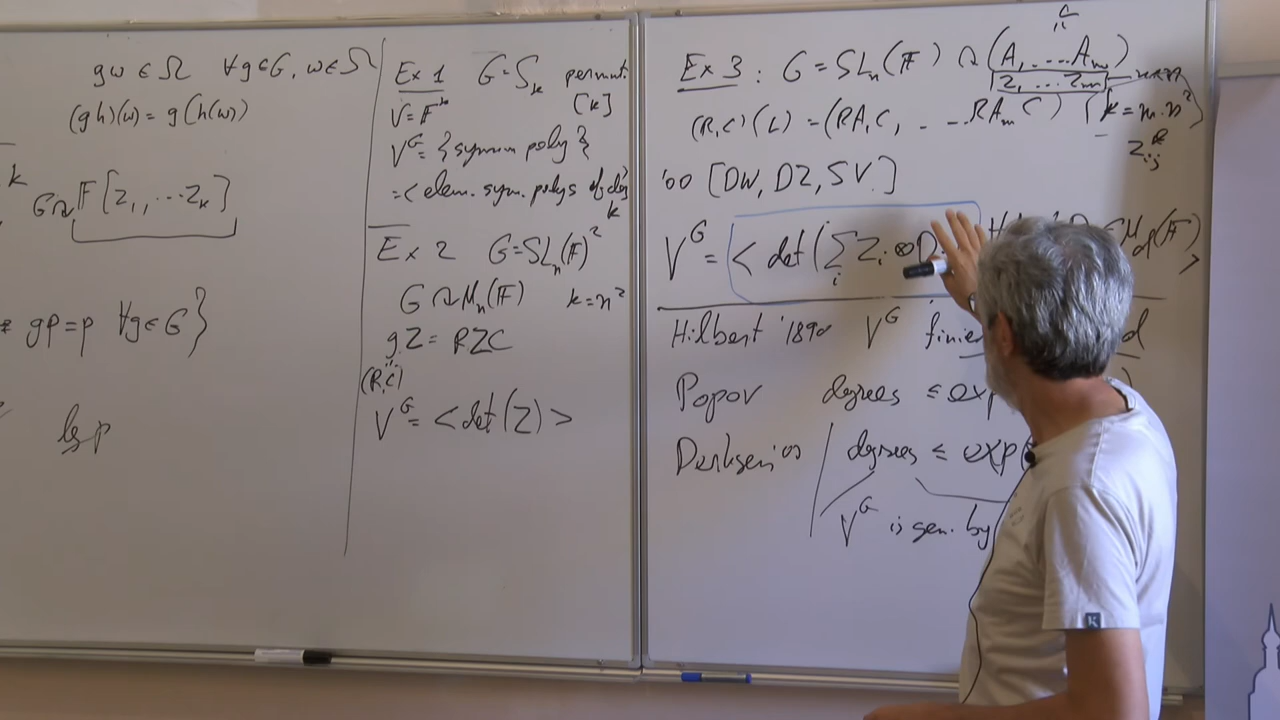 gω ∈ Ω ∀g∈G, ω∈Ω
(gh)(ω) = g(h(ω))
k
G↷𝔽[z₁, ... z_k]
gp=p ∀g∈G}
Ex 1 G=S_k permut. [k]
V=𝔽^k
V^G = {symm poly}
=< elem. sym. polys of deg k
Ex 2 G=SL_n(𝔽)²
G↷M_n(𝔽) k=n²
gZ = RZC
(R,C)
V^G = <det(Z)>
L
Ex 3 : G=SL_n(𝔽) ↷ (A₁ ... A_m)
Z₁ ... Z_m
(R,C)(L) = (RA₁C, ... RA_mC) (k=m·n²)
'00 [DW, DZ, SV]
V^G = < det(∑_i Z_i ⊗ D
Hilbert '1890 V^G
Popov degrees ≤ exp
Derksen '00 degrees ≤ exp(
V^G is gen. by